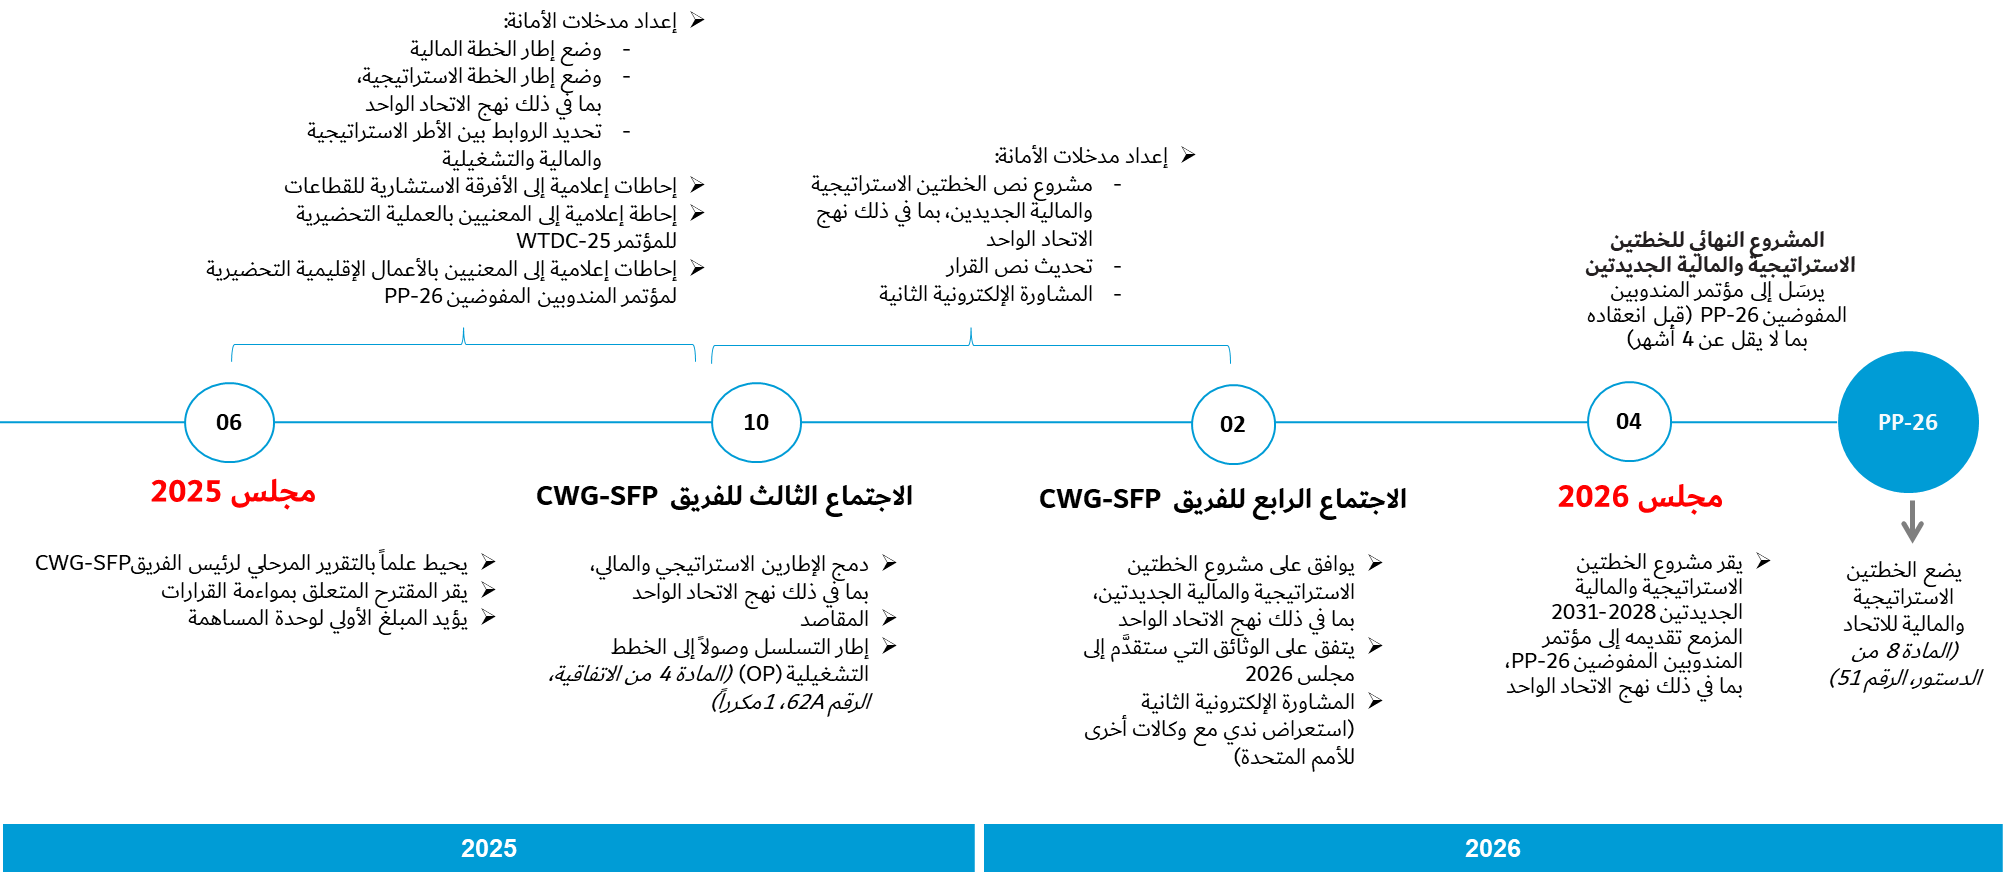 إعداد مدخلات الأمانة:
- وضع إطار الخطة المالية
- وضع إطار الخطة الاستراتيجية،
بما في ذلك نهج الاتحاد الواحد
- تحديد الروابط بين الأطر الاستراتيجية
والمالية والتشغيلية
إحاطات إعلامية إلى الأفرقة الاستشارية للقطاعات
إحاطة إعلامية إلى المعنيين بالعملية التحضيرية
للمؤتمر WTDC-25
إحاطات إعلامية إلى المعنيين بالأعمال الإقليمية التحضيرية
لمؤتمر المندوبين المفوضين PP-26
إعداد مدخلات الأمانة:
- مشروع نص الخطتين الاستراتيجية
والمالية الجديدين، بما في ذلك نهج
الاتحاد الواحد
- تحديث نص القرار
- المشاورة الإلكترونية الثانية
المشروع النهائي للخطتين
الاستراتيجية والمالية الجديدتين
يرسَل إلى مؤتمر المندوبين
المفوضين PP-26 (قبل انعقاده
بما لا يقل عن 4 أشهر)
06
10
02
04
PP-26
مجلس 2025
يحيط علماً بالتقرير المرحلي لرئيس الفريق CWG-SFP
يقر المقترح المتعلق بمواءمة القرارات
يؤيد المبلغ الأولي لوحدة المساهمة
الاجتماع الثالث للفريق CWG-SFP
دمج الإطارين الاستراتيجي والمالي،
بما في ذلك نهج الاتحاد الواحد
المقاصد
إطار التسلسل وصولاً إلى الخطط
التشغيلية (OP) (المادة 4 من الاتفاقية،
الرقم 62A، 1مكرراً)
الاجتماع الرابع للفريق CWG-SFP
يوافق على مشروع الخطتين
الاستراتيجية والمالية الجديدتين،
بما في ذلك نهج الاتحاد الواحد
يتفق على الوثائق التي ستقدَّم إلى
مجلس 2026
المشاورة الإلكترونية الثانية
(استعراض ندي مع وكالات أخرى
للأمم المتحدة)
مجلس 2026
يقر مشروع الخطتين
الاستراتيجية والمالية
الجديدتين 2028-2031
المزمع تقديمه إلى مؤتمر
المندوبين المفوضين PP-26،
بما في ذلك نهج الاتحاد الواحد
يضع الخطتين
الاستراتيجية
والمالية للاتحاد
(المادة 8 من
الدستور، الرقم 51)
2025
2026